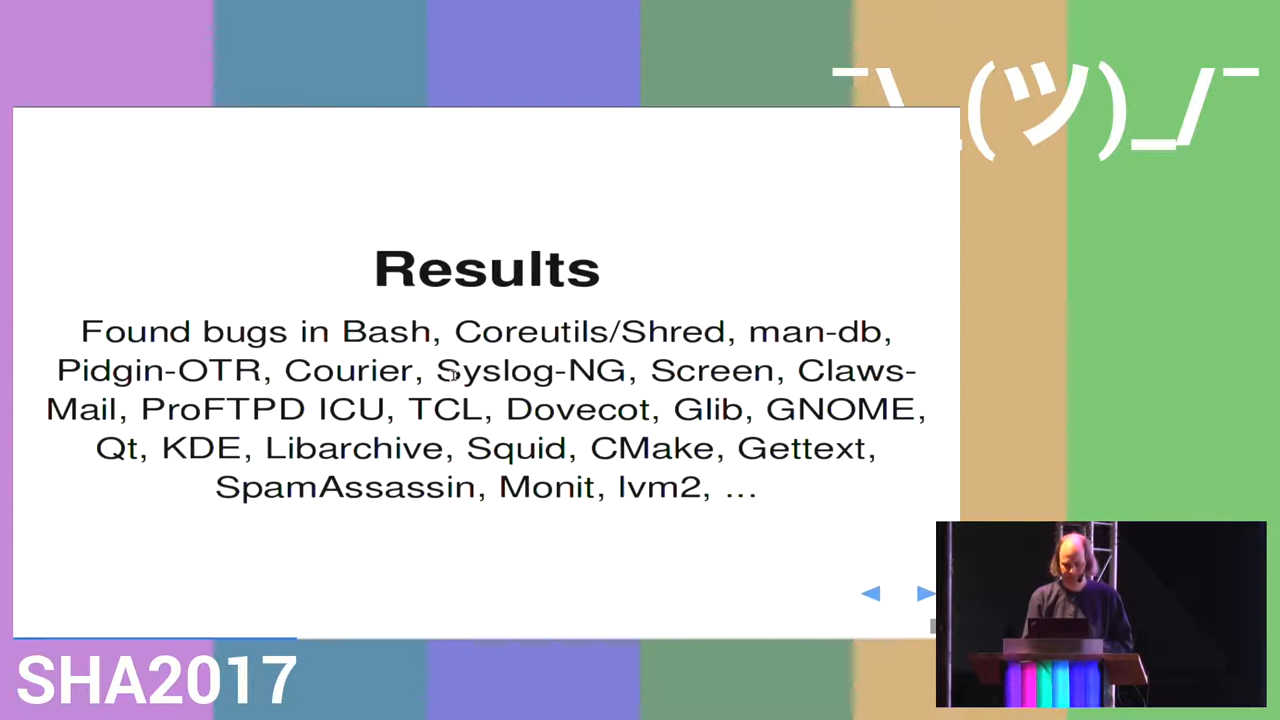 ¯\_(ツ)_/¯
Results
Found bugs in Bash, Coreutils/Shred, man-db,
Pidgin-OTR, Courier, Syslog-NG, Screen, Claws-
Mail, ProFTPD ICU, TCL, Dovecot, Glib, GNOME,
Qt, KDE, Libarchive, Squid, CMake, Gettext,
SpamAssassin, Monit, lvm2, ...
SHA2017